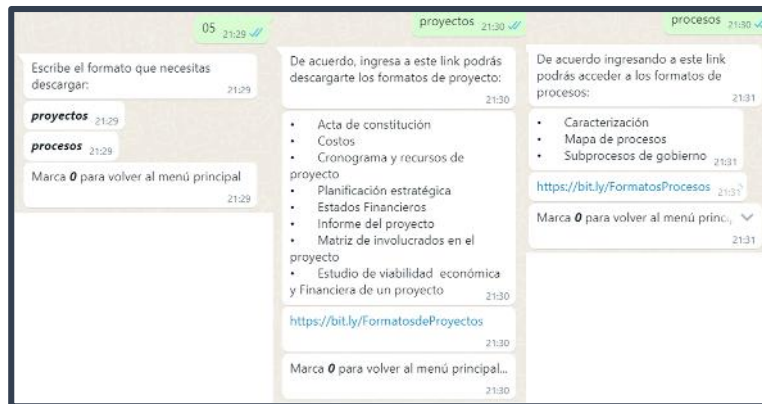 05 21:29
Escribe el formato que necesitas
descargar:
21:29
proyectos 21:29
procesos 21:29
Marca 0 para volver al menú principal
21:29
proyectos 21:30
De acuerdo, ingresa a este link podrás
descargarte los formatos de proyecto:
21:30
• Acta de constitución
• Costos
• Cronograma y recursos de
proyecto
• Planificación estratégica
• Estados Financieros
• Informe del proyecto
• Matriz de involucrados en el
proyecto
• Estudio de viabilidad económica
y Financiera de un proyecto 21:30
https://bit.ly/FormatosdeProyectos
21:30
Marca 0 para volver al menú principal...
21:30
procesos 21:30
De acuerdo ingresando a este link
podrás acceder a los formatos de
procesos:
21:31
• Caracterización
• Mapa de procesos
• Subprocesos de gobierno 21:31
https://bit.ly/FormatosProcesos 21:31
Marca 0 para volver al menú princ
21:31